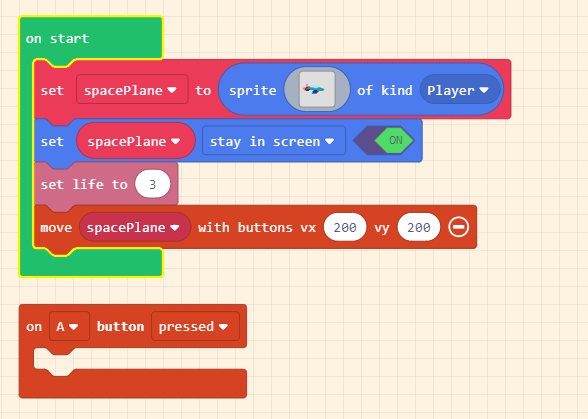 on start
set spacePlane to sprite of kind Player
set spacePlane stay in screen ON
set life to 3
move spacePlane with buttons vx 200 vy 200
on A button pressed